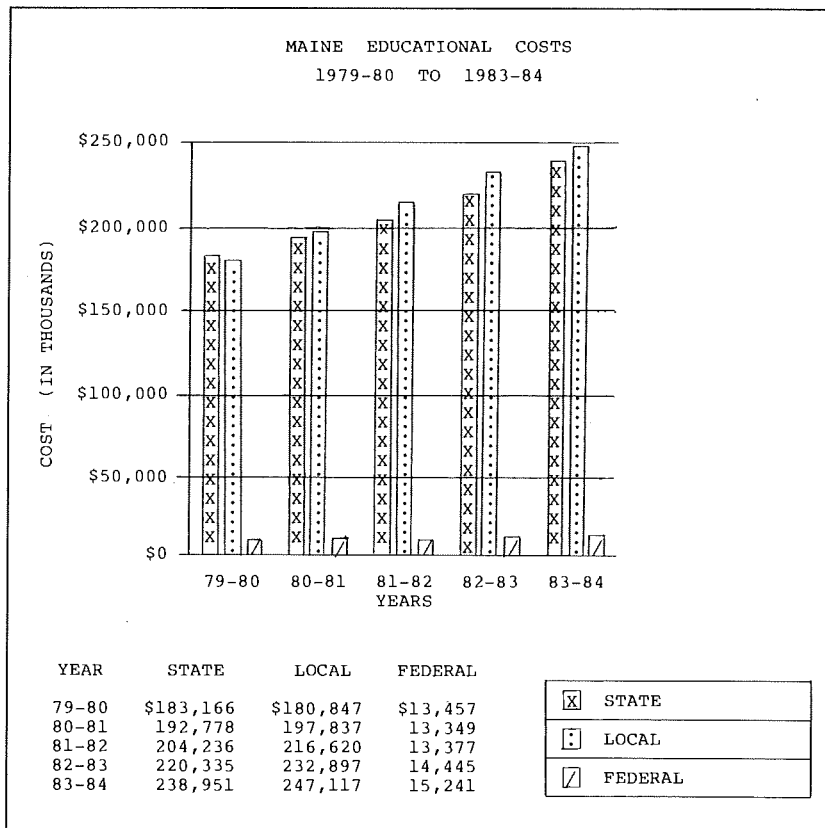 MAINE EDUCATIONAL COSTS
1979-80 TO 1983-84
COST (IN THOUSANDS)
$250,000
$200,000
$150,000
$100,000
$50,000
$0
79-80 80-81 81-82 82-83 83-84
YEARS
YEAR STATE LOCAL FEDERAL
79-80 $183,166 $180,847 $13,457
80-81 192,778 197,837 13,349
81-82 204,236 216,620 13,377
82-83 220,335 232,897 14,445
83-84 238,951 247,117 15,241
X STATE
LOCAL
FEDERAL